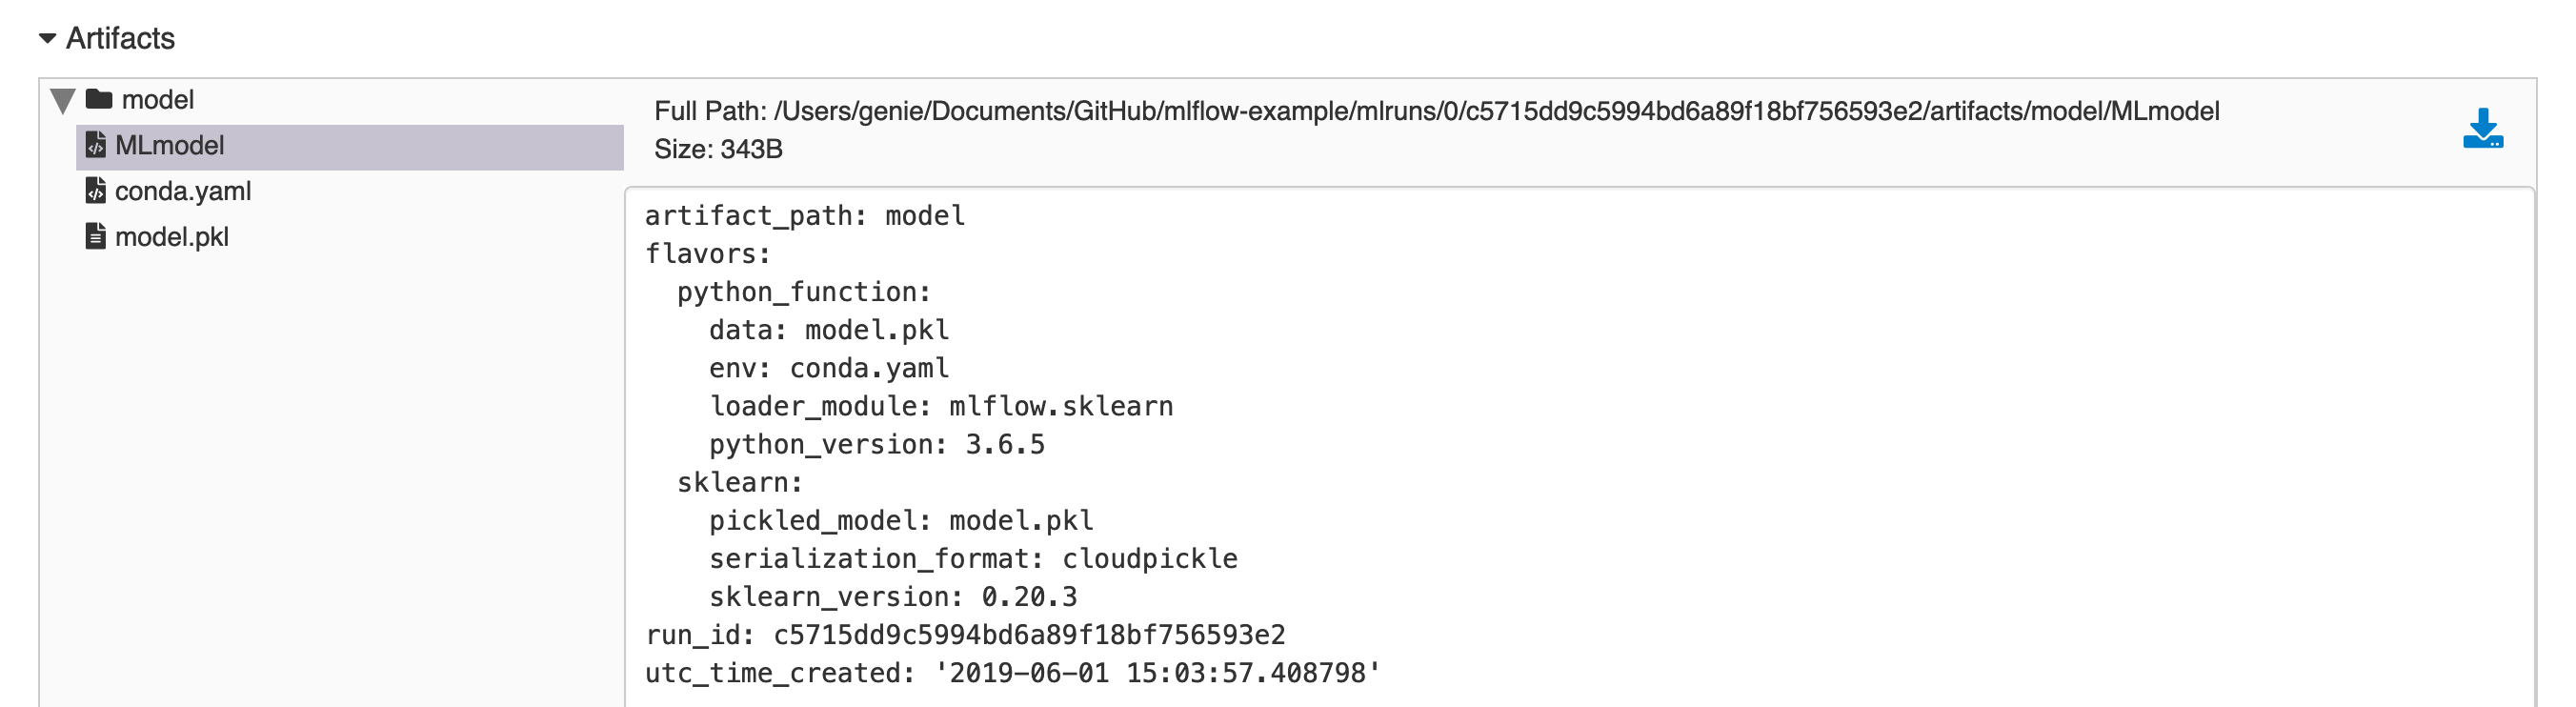 Artifacts
model
MLmodel
conda.yaml
model.pkl
Full Path: /Users/genie/Documents/GitHub/mlflow-example/mlruns/0/c5715dd9c5994bd6a89f18bf756593e2/artifacts/model/MLmodel
Size: 343B
artifact_path: model
flavors:
  python_function:
    data: model.pkl
    env: conda.yaml
    loader_module: mlflow.sklearn
    python_version: 3.6.5
  sklearn:
    pickled_model: model.pkl
    serialization_format: cloudpickle
    sklearn_version: 0.20.3
run_id: c5715dd9c5994bd6a89f18bf756593e2
utc_time_created: '2019-06-01 15:03:57.408798'